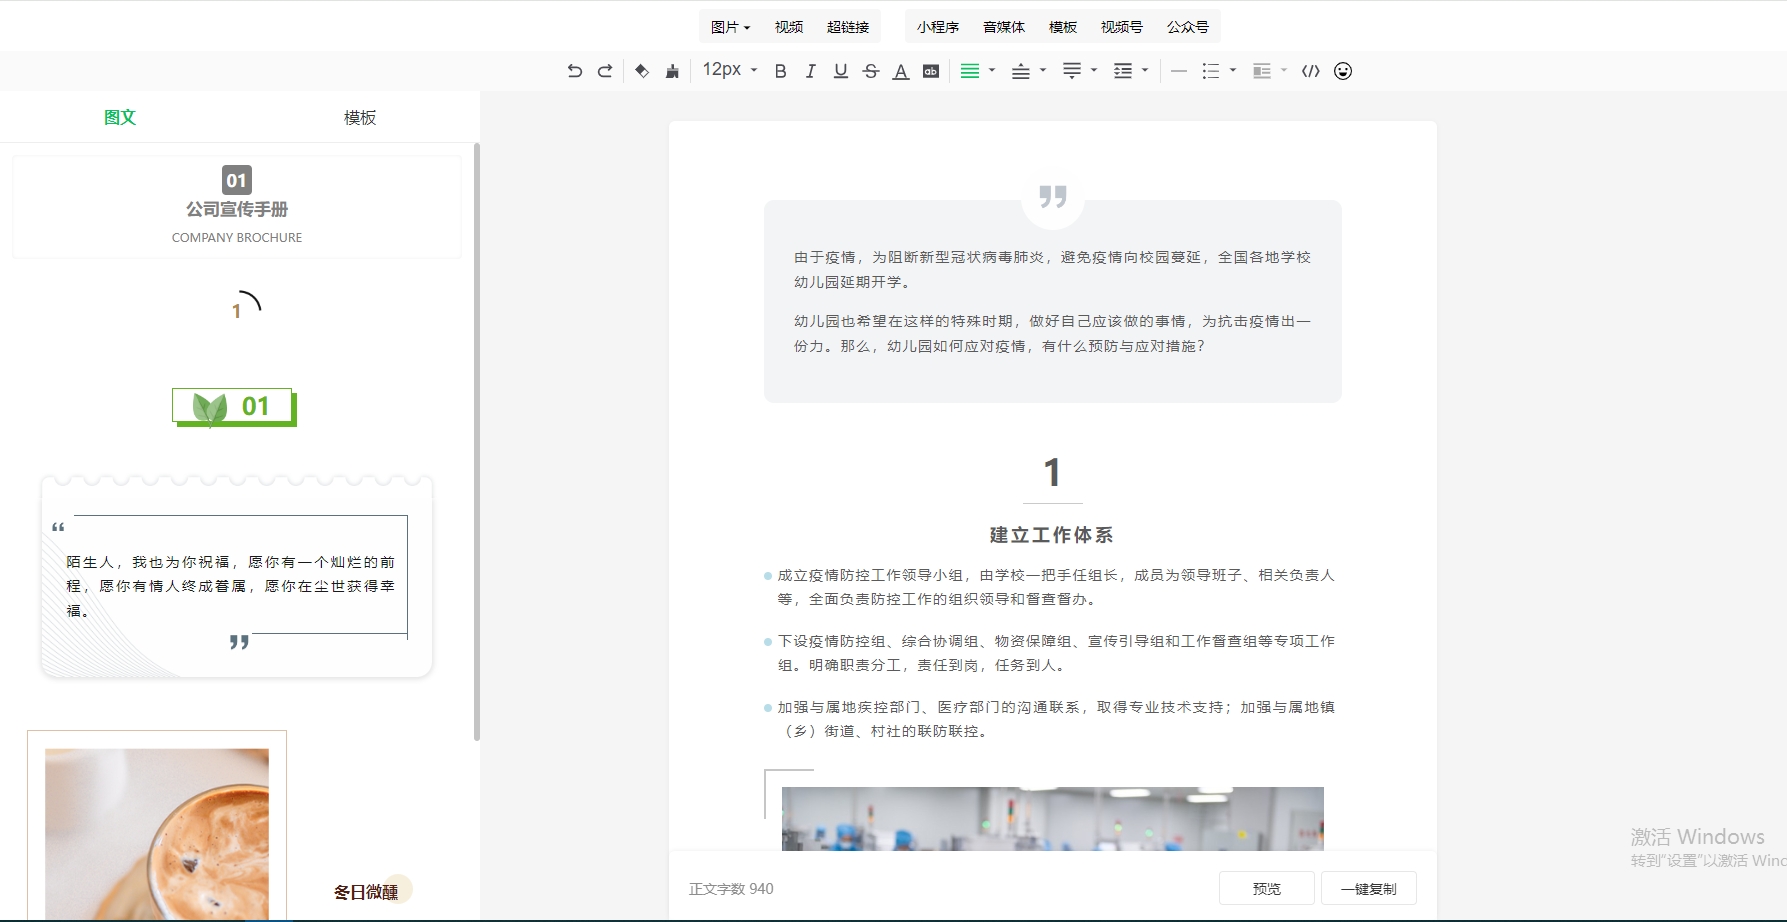 图片 视频 超链接 小程序 音媒体 模板 视频号 公众号
12px B I U S A ab
图文 模板
01
公司宣传手册
COMPANY BROCHURE
1
01
“
陌生人，我也为你祝福，愿你有一个灿烂的前
程，愿你有情人终成眷属，愿你在尘世获得幸
福。
”
冬日微醺
”
由于疫情，为阻断新型冠状病毒肺炎，避免疫情向校园蔓延，全国各地学校
幼儿园延期开学。
幼儿园也希望在这样的特殊时期，做好自己应该做的事情，为抗击疫情出一
份力。那么，幼儿园如何应对疫情，有什么预防与应对措施？
1
建立工作体系
成立疫情防控工作领导小组，由学校一把手任组长，成员为领导班子、相关负责人
等，全面负责防控工作的组织领导和督查督办。
下设疫情防控组、综合协调组、物资保障组、宣传引导组和工作督查组等专项工作
组。明确职责分工，责任到岗，任务到人。
加强与属地疾控部门、医疗部门的沟通联系，取得专业技术支持；加强与属地镇
（乡）街道、村社的联防联控。
正文字数 940 预览 一键复制
激活 Windows
转到“设置”以激活 Wind